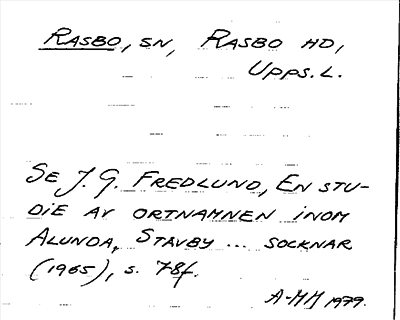 RASBO, SN, RASBO HD,
UPPS. L.
SE J. G. FREDLUND, EN STU-
DIE AV ORTNAMNEN INOM
ALUNDA, STAVBY ... SOCKNAR
(1965), s. 78f.
A-MH 1979.